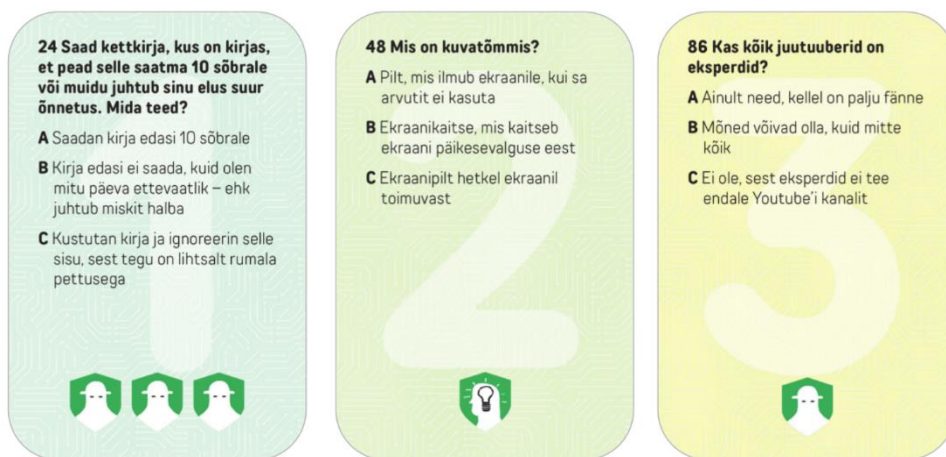 24 Saad kettkirja, kus on kirjas,
et pead selle saatma 10 sõbrale
või muidu juhtub sinu elus suur
õnnetus. Mida teed?
A Saadan kirja edasi 10 sõbrale
B Kirja edasi ei saada, kuid olen
mitu päeva ettevaatlik – ehk
juhtub miskit halba
C Kustutan kirja ja ignoreerin selle
sisu, sest tegu on lihtsalt rumala
pettusega
1
48 Mis on kuvatõmmis?
A Pilt, mis ilmub ekraanile, kui sa
arvutit ei kasuta
B Ekraanikaitse, mis kaitseb
ekraani päikesevalguse eest
C Ekraanipilt hetkel ekraanil
toimuvast
2
86 Kas kõik juutuuberid on
eksperdid?
A Ainult need, kellel on palju fänne
B Mõned võivad olla, kuid mitte
kõik
C Ei ole, sest eksperdid ei tee
endale Youtube'i kanalit
3